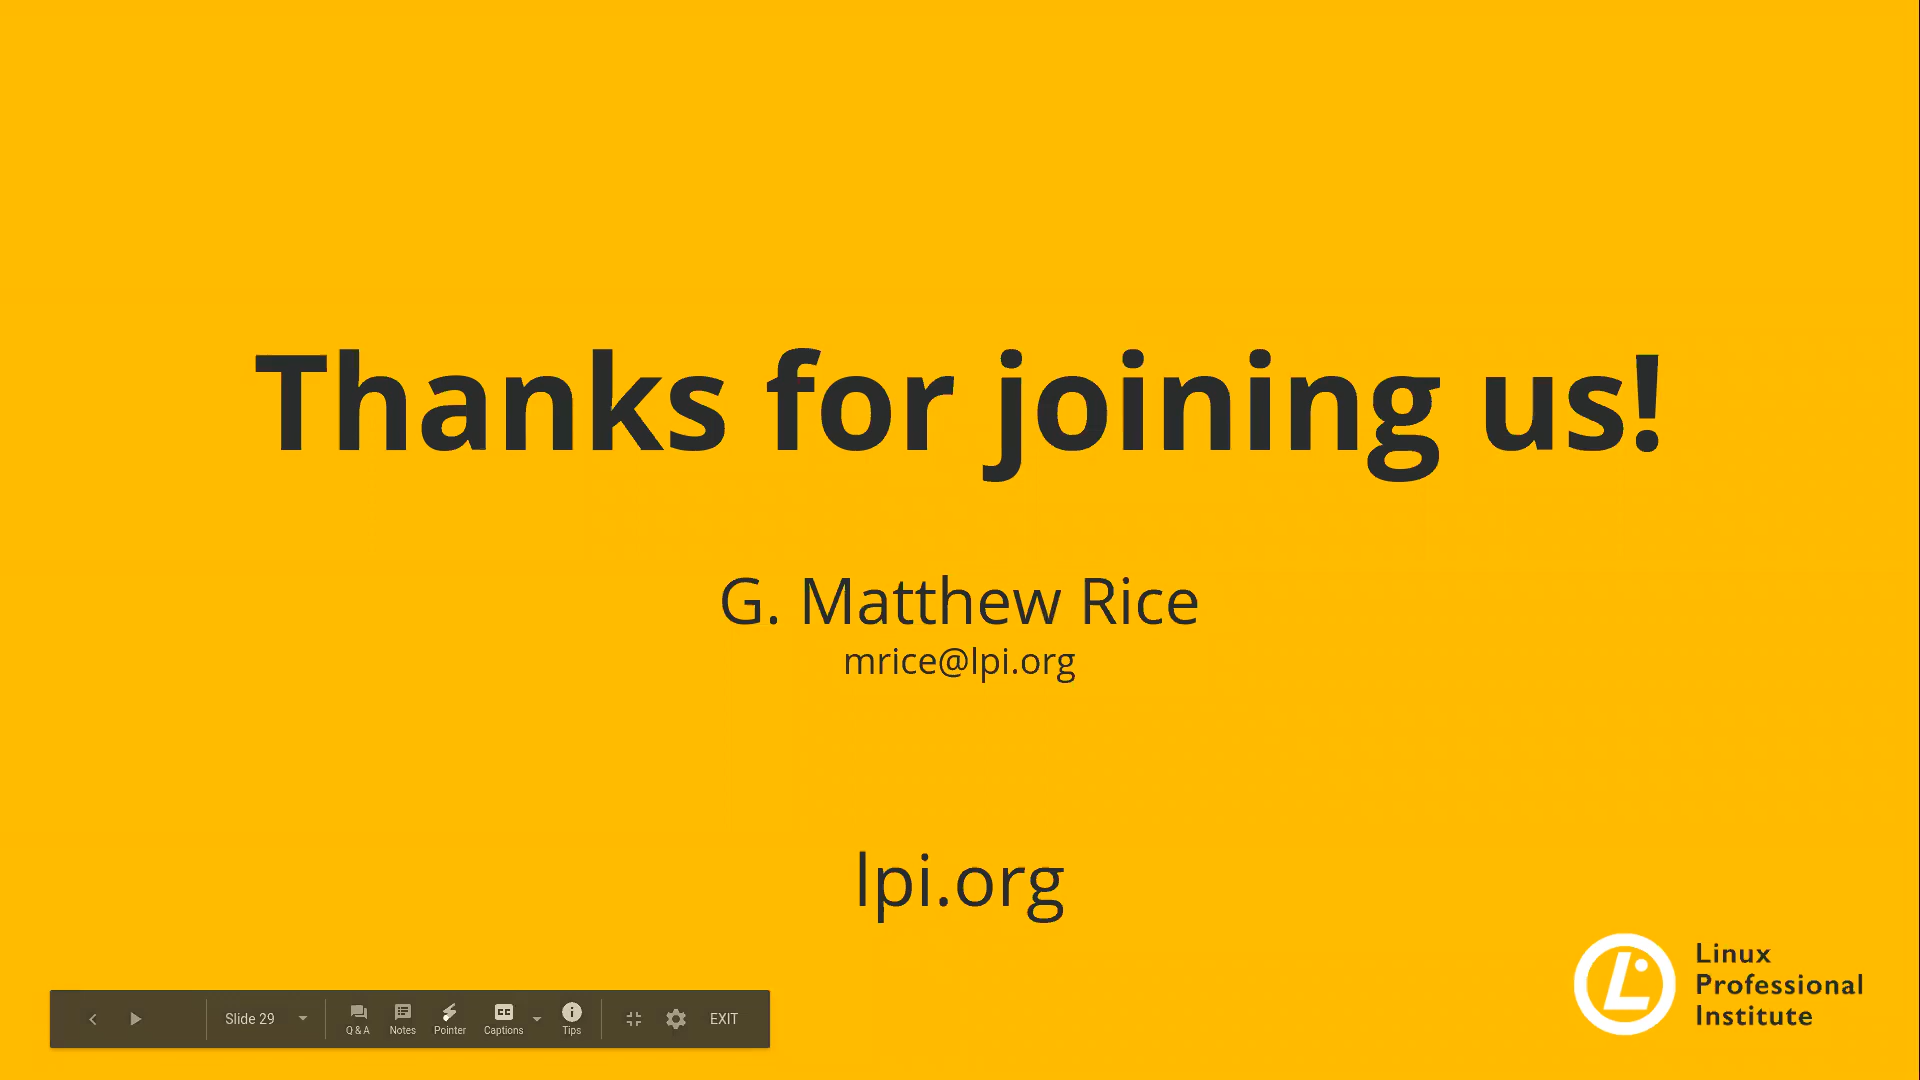 Thanks for joining us!
G. Matthew Rice
mrice@lpi.org
lpi.org
Linux
Professional
Institute
Slide 29
Q & A
Notes
Pointer
Captions
Tips
EXIT